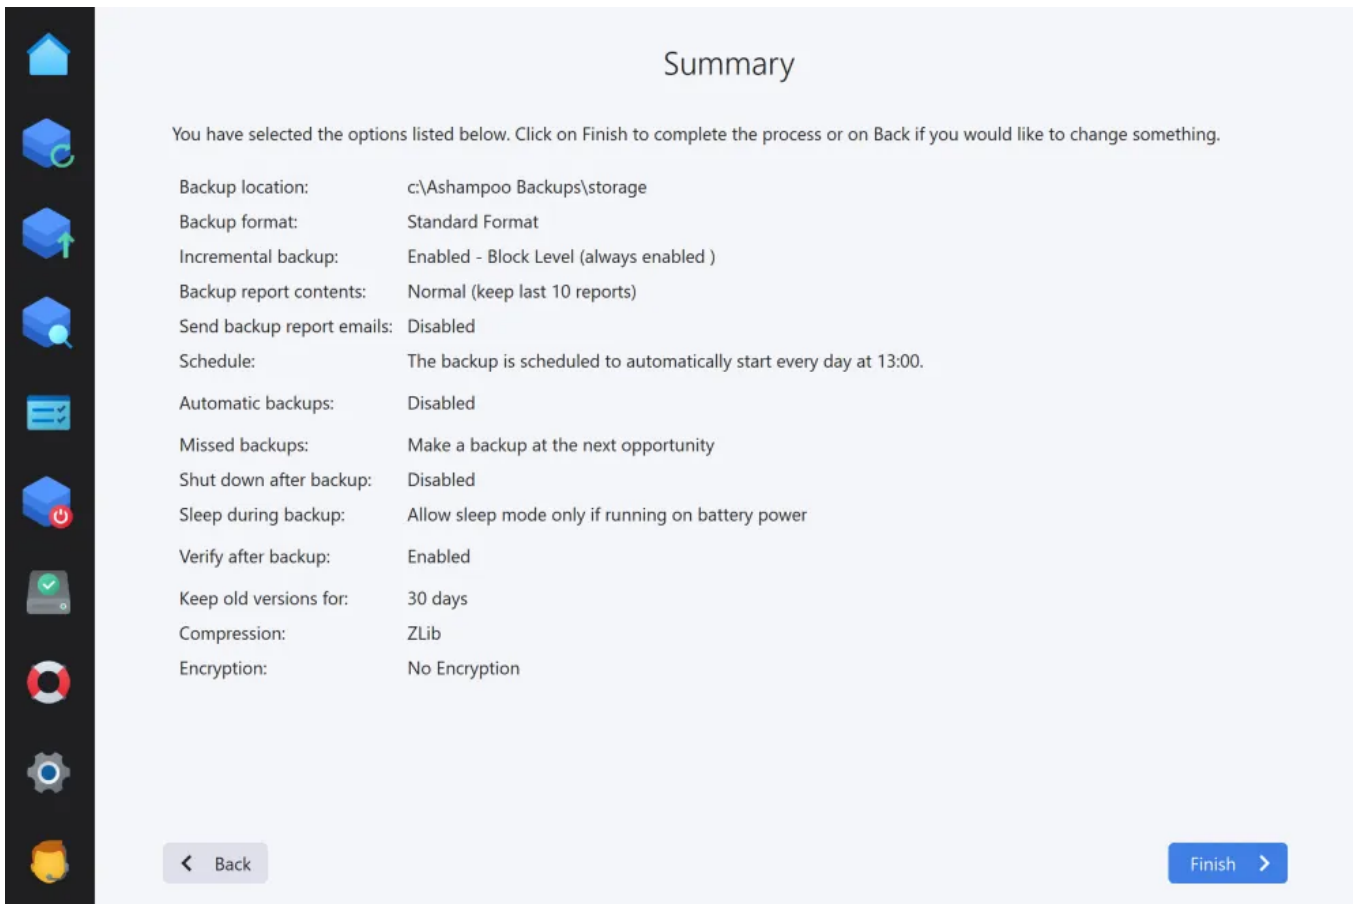 Summary
You have selected the options listed below. Click on Finish to complete the process or on Back if you would like to change something.
Backup location: c:\Ashampoo Backups\storage
Backup format: Standard Format
Incremental backup: Enabled - Block Level (always enabled )
Backup report contents: Normal (keep last 10 reports)
Send backup report emails: Disabled
Schedule: The backup is scheduled to automatically start every day at 13:00.
Automatic backups: Disabled
Missed backups: Make a backup at the next opportunity
Shut down after backup: Disabled
Sleep during backup: Allow sleep mode only if running on battery power
Verify after backup: Enabled
Keep old versions for: 30 days
Compression: ZLib
Encryption: No Encryption
Back
Finish